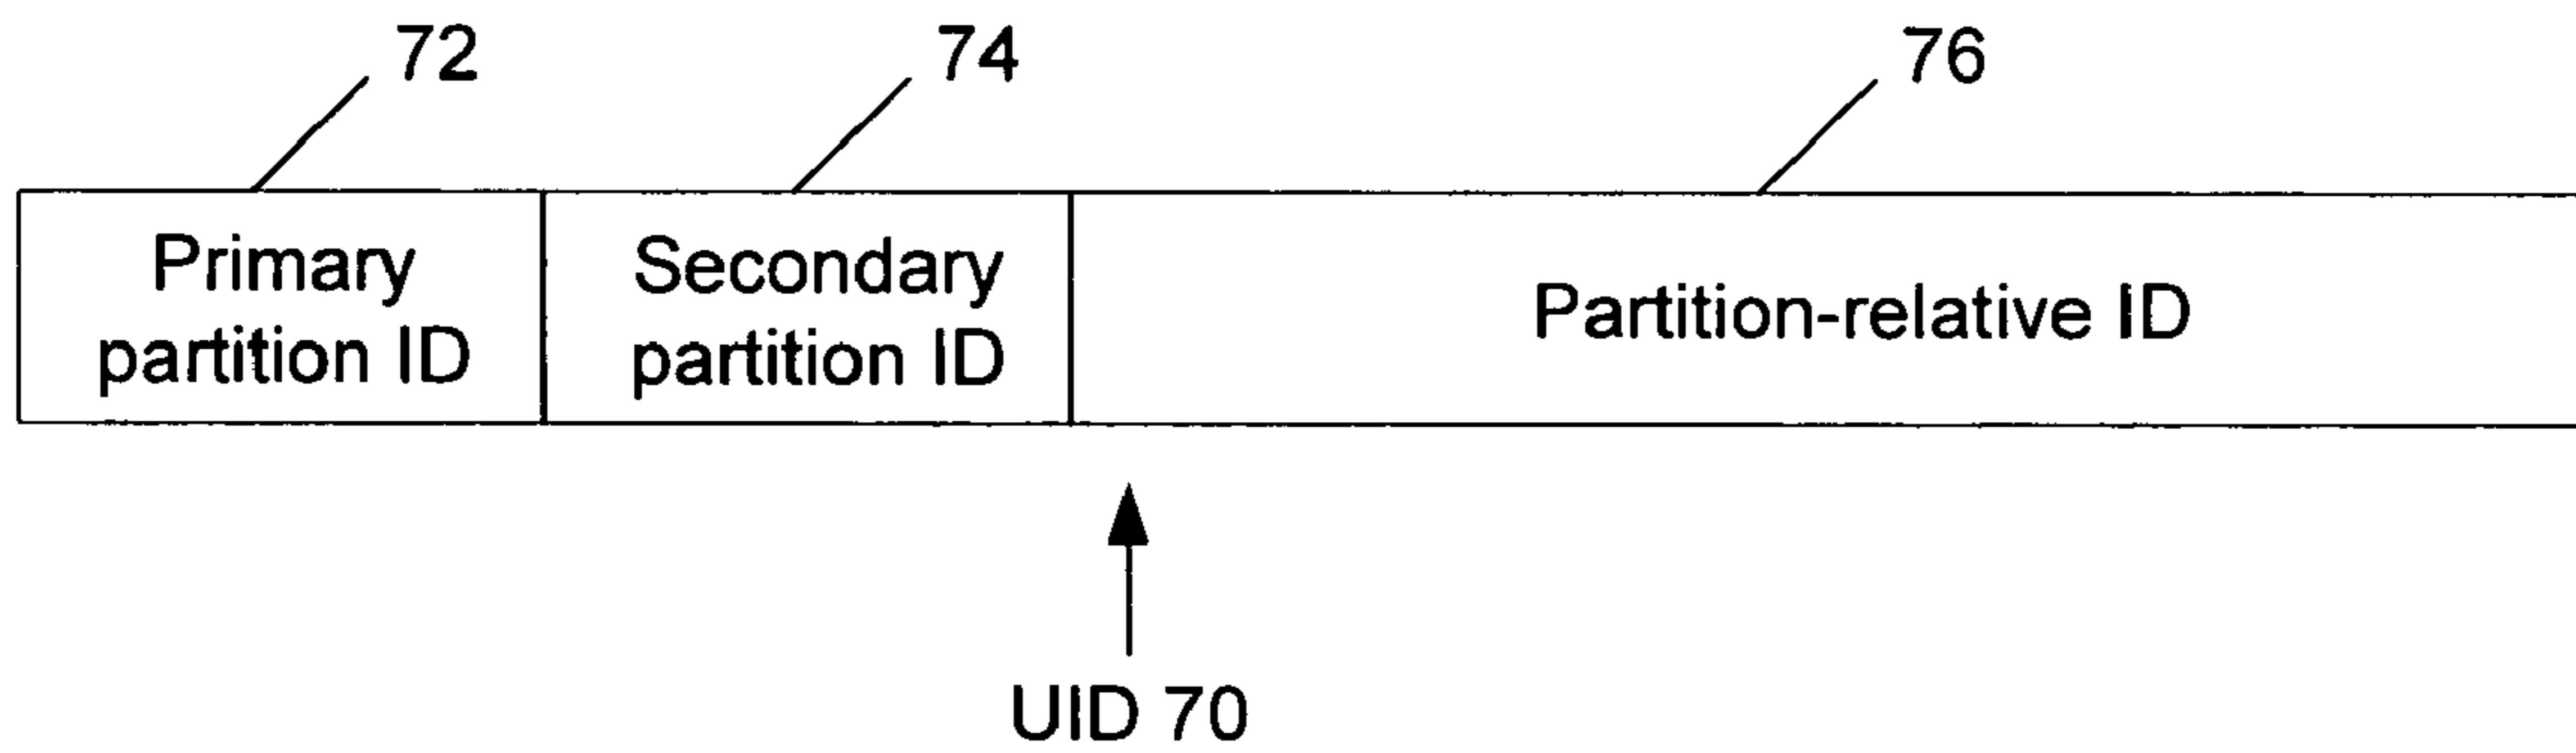 72
74
76
Primary
partition ID
Secondary
partition ID
Partition-relative ID
UID 70